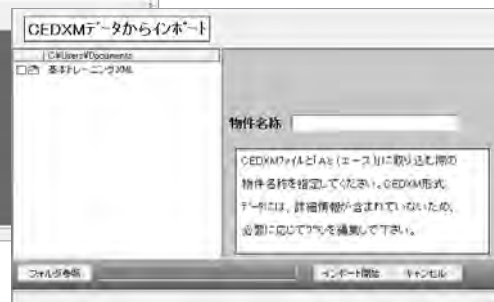 CEDXMデータからインポート
C:¥Users¥Documents
基本トレーニングXML
物件名称
CEDXMファイルを「As（エース）」に取り込む際の
物件名称を指定してください。CEDXM形式
データには、詳細情報が含まれていないため、
必要に応じてプランを編集して下さい。
フォルダ参照
インポート開始 キャンセル